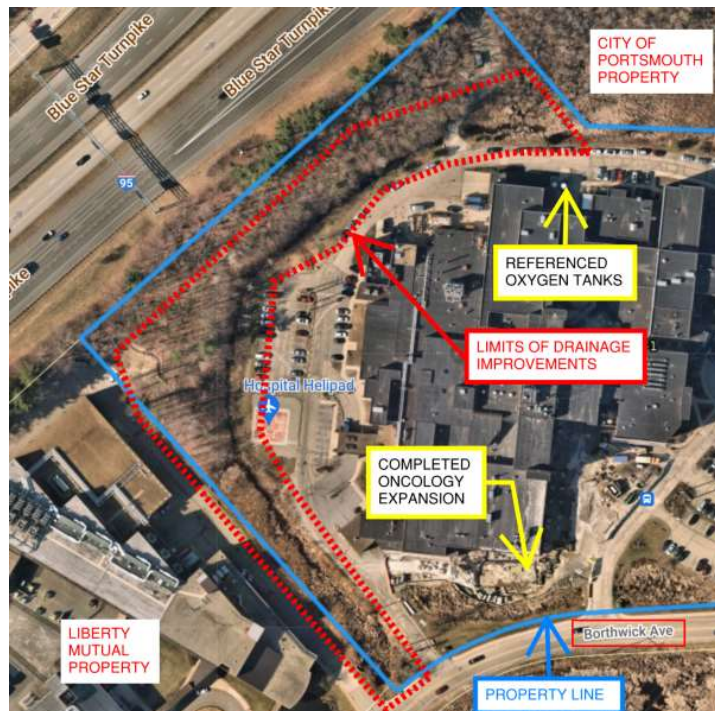 Blue Star Turnpike
Blue Star Turnpike
CITY OF
PORTSMOUTH
PROPERTY
95
REFERENCED
OXYGEN TANKS
LIMITS OF DRAINAGE
IMPROVEMENTS
1
Hospital Helipad
COMPLETED
ONCOLOGY
EXPANSION
LIBERTY
MUTUAL
PROPERTY
Borthwick Ave
PROPERTY LINE